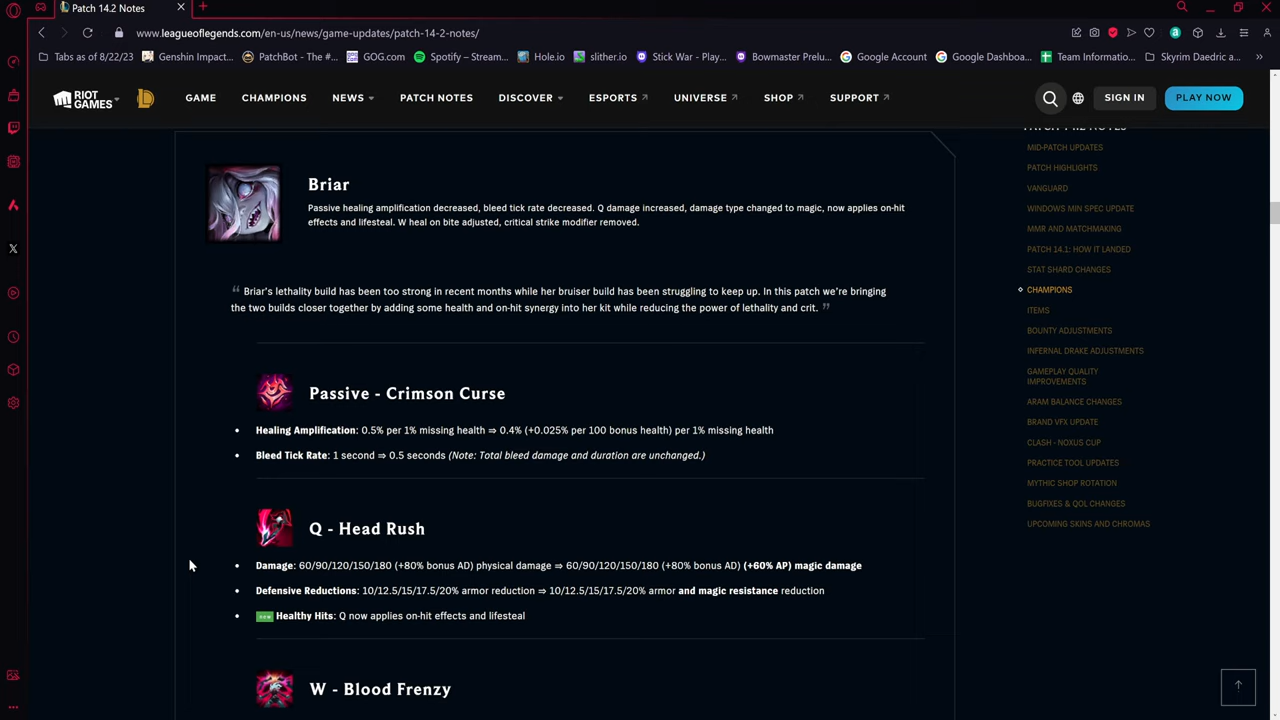 Patch 14.2 Notes
www.leagueoflegends.com/en-us/news/game-updates/patch-14-2-notes/
Tabs as of 8/22/23
Genshin Impact...
PatchBot - The #...
GOG.com
Spotify – Stream...
Hole.io
slither.io
Stick War - Play...
Bowmaster Prelu...
Google Account
Google Dashboa...
Team Informatio...
Skyrim Daedric a...
RIOT GAMES
GAME
CHAMPIONS
NEWS
PATCH NOTES
DISCOVER
ESPORTS
UNIVERSE
SHOP
SUPPORT
SIGN IN
PLAY NOW
Briar
Passive healing amplification decreased, bleed tick rate decreased. Q damage increased, damage type changed to magic, now applies on-hit
effects and lifesteal. W heal on bite adjusted, critical strike modifier removed.
“ Briar's lethality build has been too strong in recent months while her bruiser build has been struggling to keep up. In this patch we're bringing
the two builds closer together by adding some health and on-hit synergy into her kit while reducing the power of lethality and crit. ”
Passive - Crimson Curse
• Healing Amplification: 0.5% per 1% missing health ⇒ 0.4% (+0.025% per 100 bonus health) per 1% missing health
• Bleed Tick Rate: 1 second ⇒ 0.5 seconds (Note: Total bleed damage and duration are unchanged.)
Q - Head Rush
• Damage: 60/90/120/150/180 (+80% bonus AD) physical damage ⇒ 60/90/120/150/180 (+80% bonus AD) (+60% AP) magic damage
• Defensive Reductions: 10/12.5/15/17.5/20% armor reduction ⇒ 10/12.5/15/17.5/20% armor and magic resistance reduction
• new Healthy Hits: Q now applies on-hit effects and lifesteal
W - Blood Frenzy
MID-PATCH UPDATES
PATCH HIGHLIGHTS
VANGUARD
WINDOWS MIN SPEC UPDATE
MMR AND MATCHMAKING
PATCH 14.1: HOW IT LANDED
STAT SHARD CHANGES
CHAMPIONS
ITEMS
BOUNTY ADJUSTMENTS
INFERNAL DRAKE ADJUSTMENTS
GAMEPLAY QUALITY
IMPROVEMENTS
ARAM BALANCE CHANGES
BRAND VFX UPDATE
CLASH - NOXUS CUP
PRACTICE TOOL UPDATES
MYTHIC SHOP ROTATION
BUGFIXES & QOL CHANGES
UPCOMING SKINS AND CHROMAS